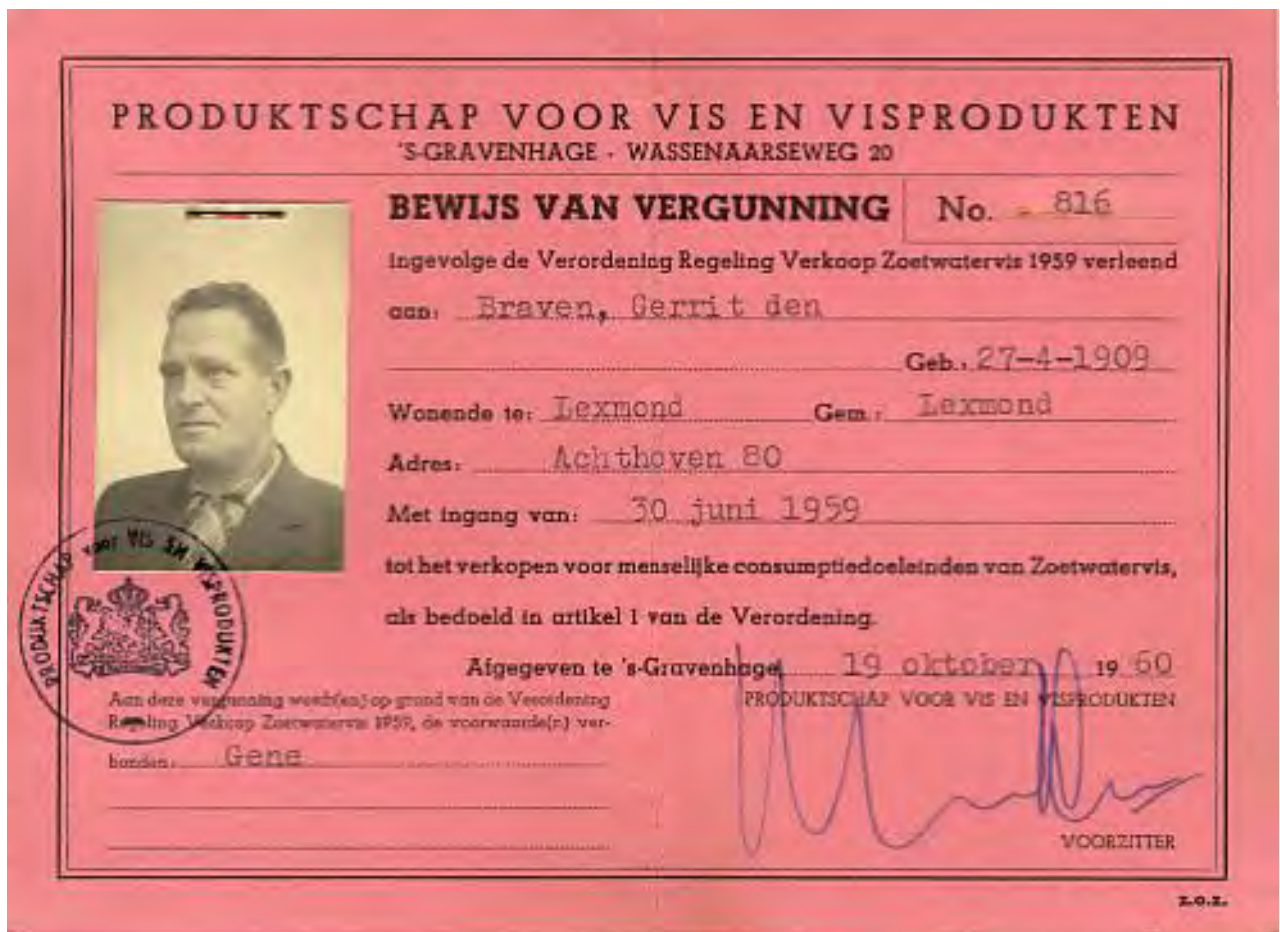 PRODUKTSCHAP VOOR VIS EN VISPRODUKTEN
'S-GRAVENHAGE - WASSENAARSEWEG 20
BEWIJS VAN VERGUNNING No. - 816
ingevolge de Verordening Regeling Verkoop Zoetwatervis 1959 verleend
aan: Braven, Gerrit den
Geb.: 27-4-1909
Wonende te: Lexmond Gem.: Lexmond
Adres: Achthoven 80
Met ingang van: 30 juni 1959
tot het verkopen voor menselijke consumptiedoeleinden van Zoetwatervis,
als bedoeld in artikel 1 van de Verordening.
Afgegeven te 's-Gravenhage, 19 oktober 19 60
PRODUKTSCHAP VOOR VIS EN VISPRODUKTEN
Aan deze vergunning werd(en) op grond van de Verordening
Regeling Verkoop Zoetwatervis 1959, de voorwaarde(n) ver-
bonden: Gene
VOORZITTER
z.o.z.
PRODUKTSCHAP voor VIS EN VISPRODUKTEN